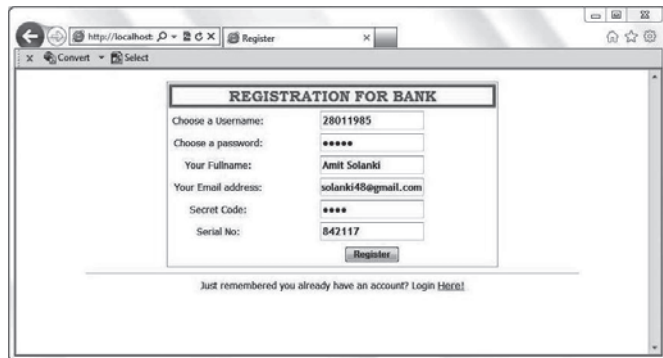 http://localhost:
Register
x Convert Select
REGISTRATION FOR BANK
Choose a Username: 28011985
Choose a password: •••••
Your Fullname: Amit Solanki
Your Email address: solanki48@gmail.com
Secret Code: ••••
Serial No: 842117
Register
Just remembered you already have an account? Login Here!